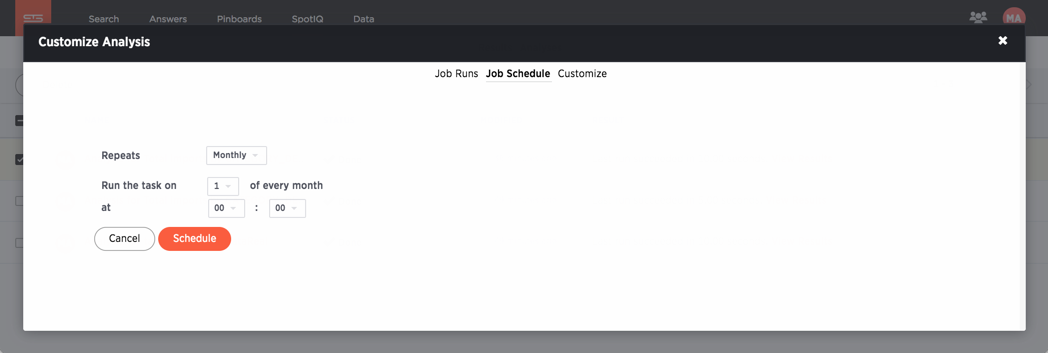 Search Answers Pinboards SpotIQ Data MA
Customize Analysis
Job Runs Job Schedule Customize
Repeats Monthly
Run the task on 1 of every month
at 00 : 00
Cancel Schedule